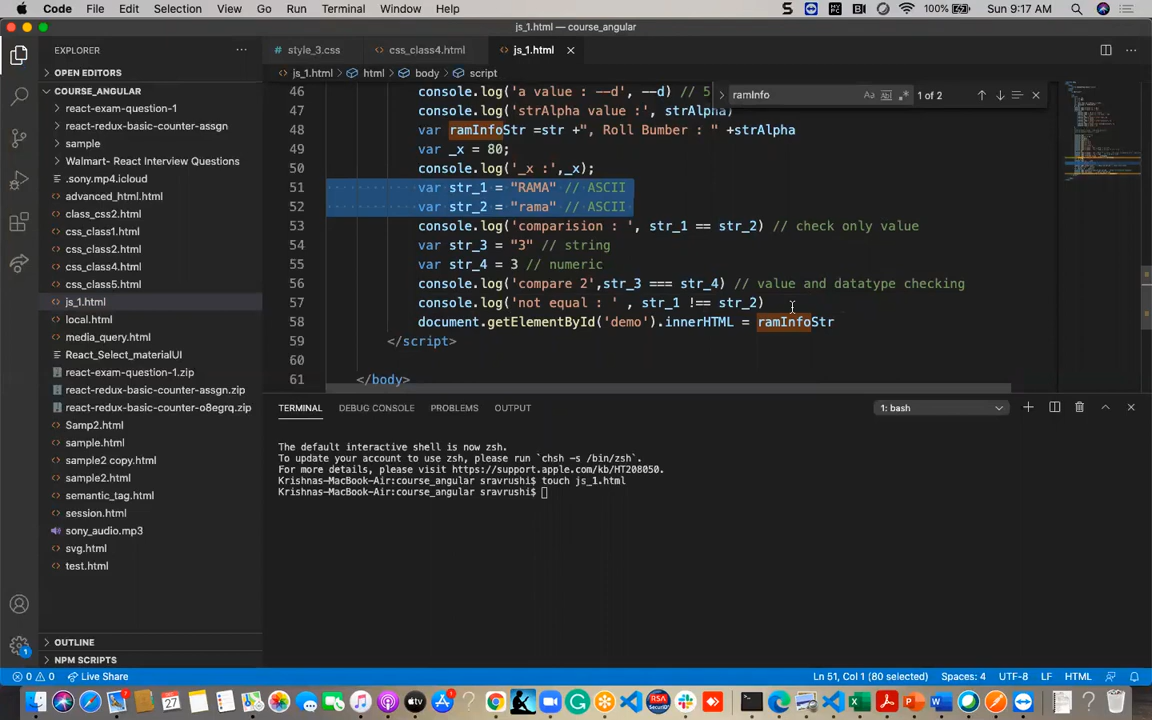 Code File Edit Selection View Go Run Terminal Window Help
100% Sun 9:17 AM
js_1.html — course_angular
EXPLORER
style_3.css
css_class4.html
js_1.html
OPEN EDITORS
js_1.html > html > body > script
COURSE_ANGULAR
react-exam-question-1
react-redux-basic-counter-assgn
sample
Walmart- React Interview Questions
.sony.mp4.icloud
advanced_html.html
class_css2.html
css_class1.html
css_class2.html
css_class4.html
css_class5.html
js_1.html
local.html
media_query.html
React_Select_materialUI
react-exam-question-1.zip
react-redux-basic-counter-assgn.zip
react-redux-basic-counter-o8egrq.zip
Samp2.html
sample.html
sample2 copy.html
sample2.html
semantic_tag.html
session.html
sony_audio.mp3
svg.html
test.html
OUTLINE
NPM SCRIPTS
ramInfo
Aa
1 of 2
46 console.log('a value : --d', --d) // 5
47 console.log('strAlpha value :', strAlpha)
48 var ramInfoStr =str +", Roll Bumber : " +strAlpha
49 var _x = 80;
50 console.log('_x :',_x);
51 var str_1 = "RAMA" // ASCII
52 var str_2 = "rama" // ASCII
53 console.log('comparision : ', str_1 == str_2) // check only value
54 var str_3 = "3" // string
55 var str_4 = 3 // numeric
56 console.log('compare 2',str_3 === str_4) // value and datatype checking
57 console.log('not equal : ' , str_1 !== str_2)
58 document.getElementById('demo').innerHTML = ramInfoStr
59 </script>
60
61 </body>
TERMINAL DEBUG CONSOLE PROBLEMS OUTPUT
1: bash
The default interactive shell is now zsh.
To update your account to use zsh, please run `chsh -s /bin/zsh`.
For more details, please visit https://support.apple.com/kb/HT208050.
Krishnas-MacBook-Air:course_angular sravrushi$ touch js_1.html
Krishnas-MacBook-Air:course_angular sravrushi$
0 0 Live Share
Ln 51, Col 1 (80 selected) Spaces: 4 UTF-8 LF HTML